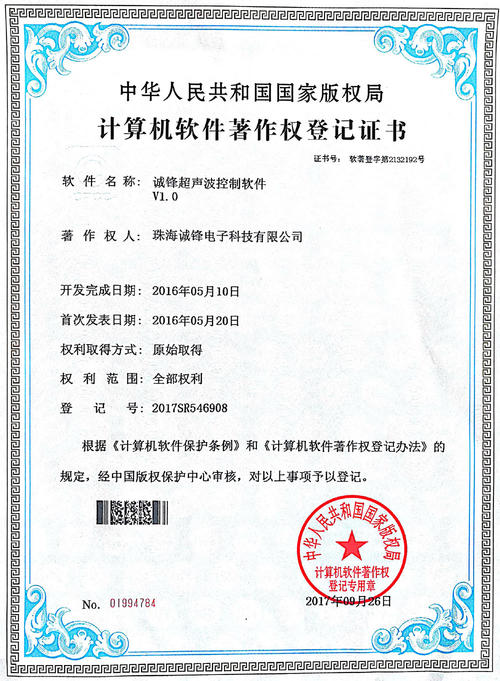 中华人民共和国国家版权局
计算机软件著作权登记证书
证书号： 软著登字第2132192号
软件名称： 诚锋超声波控制软件
V1.0
著作权人： 珠海诚锋电子科技有限公司
开发完成日期： 2016年05月10日
首次发表日期： 2016年05月20日
权利取得方式： 原始取得
权利范围： 全部权利
登记号： 2017SR546908
根据《计算机软件保护条例》和《计算机软件著作权登记办法》的
规定，经中国版权保护中心审核，对以上事项予以登记。
中华人民共和国国家版权局
计算机软件著作权
登记专用章
2017年09月26日
No. 01994784